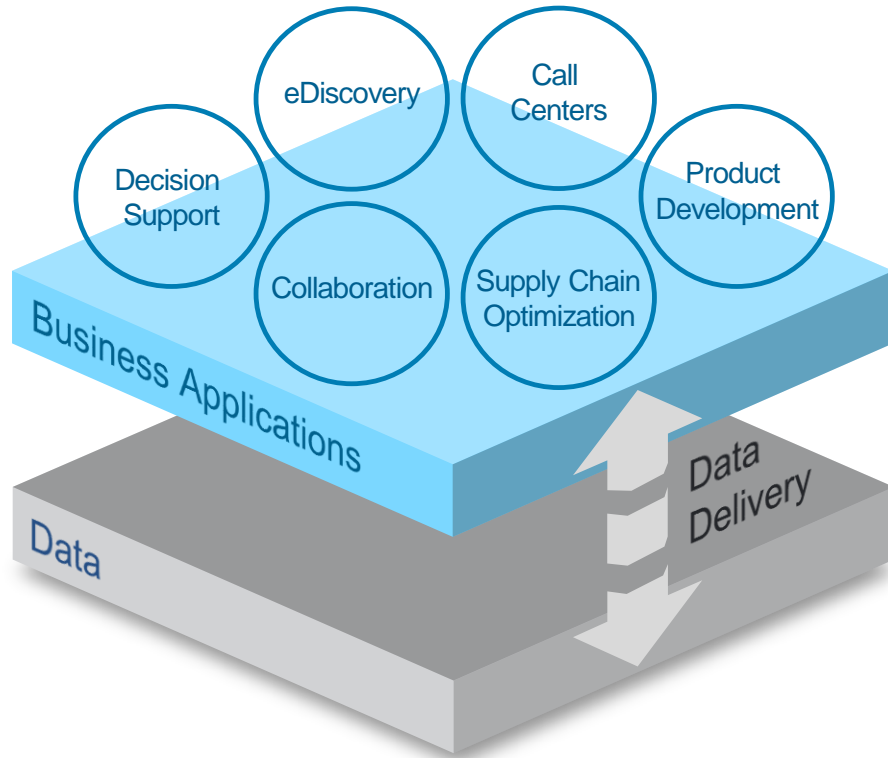 eDiscovery
Call
Centers
Decision
Support
Product
Development
Collaboration
Supply Chain
Optimization
Business Applications
Data
Delivery
Data